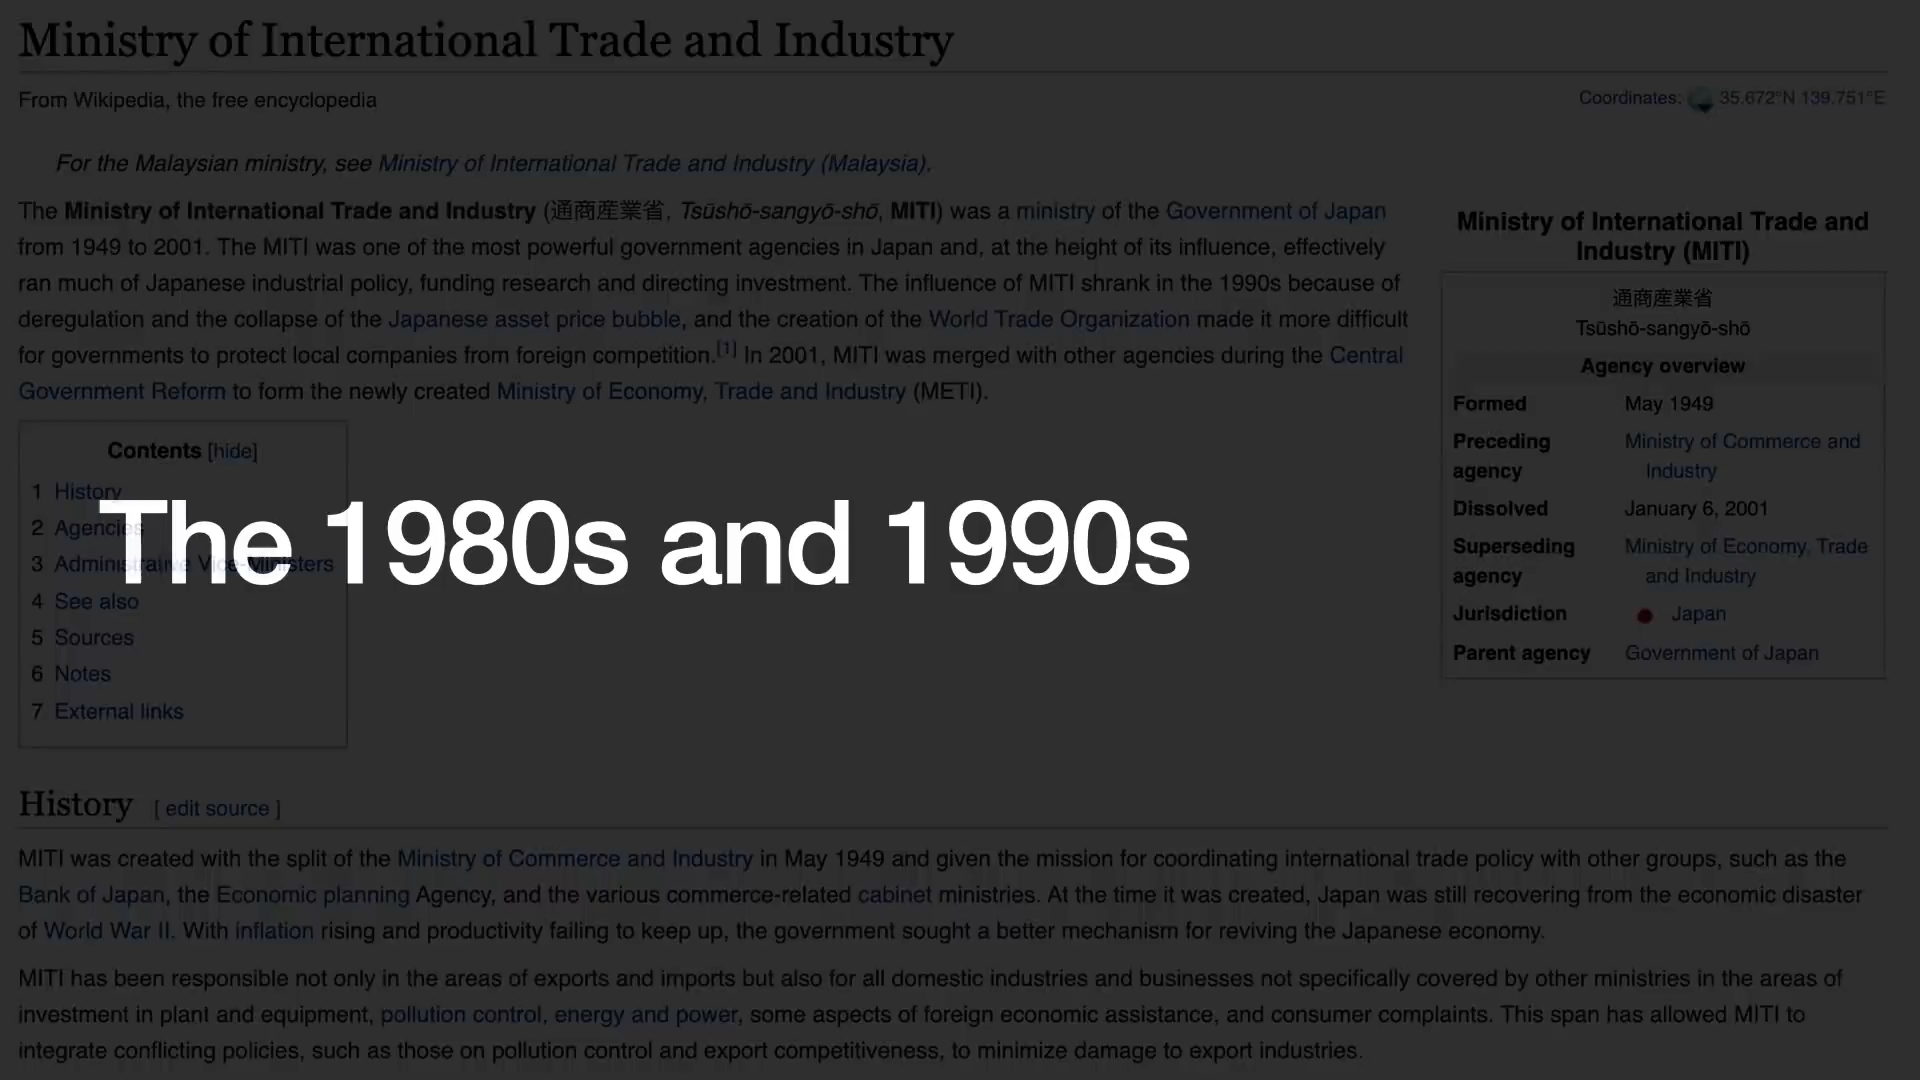 Ministry of International Trade and Industry
From Wikipedia, the free encyclopedia
Coordinates: 35.672°N 139.751°E
For the Malaysian ministry, see Ministry of International Trade and Industry (Malaysia).
The Ministry of International Trade and Industry (通商産業省, Tsūshō-sangyō-shō, MITI) was a ministry of the Government of Japan
from 1949 to 2001. The MITI was one of the most powerful government agencies in Japan and, at the height of its influence, effectively
ran much of Japanese industrial policy, funding research and directing investment. The influence of MITI shrank in the 1990s because of
deregulation and the collapse of the Japanese asset price bubble, and the creation of the World Trade Organization made it more difficult
for governments to protect local companies from foreign competition.[1] In 2001, MITI was merged with other agencies during the Central
Government Reform to form the newly created Ministry of Economy, Trade and Industry (METI).
Ministry of International Trade and
Industry (MITI)
通商産業省
Tsūshō-sangyō-shō
Agency overview
Formed May 1949
Preceding Ministry of Commerce and
agency Industry
Dissolved January 6, 2001
Superseding Ministry of Economy, Trade
agency and Industry
Jurisdiction Japan
Parent agency Government of Japan
Contents [hide]
1 History
2 Agencies
3 Administrative Vice-Ministers
4 See also
5 Sources
6 Notes
7 External links
The 1980s and 1990s
History [ edit source ]
MITI was created with the split of the Ministry of Commerce and Industry in May 1949 and given the mission for coordinating international trade policy with other groups, such as the
Bank of Japan, the Economic planning Agency, and the various commerce-related cabinet ministries. At the time it was created, Japan was still recovering from the economic disaster
of World War II. With inflation rising and productivity failing to keep up, the government sought a better mechanism for reviving the Japanese economy.
MITI has been responsible not only in the areas of exports and imports but also for all domestic industries and businesses not specifically covered by other ministries in the areas of
investment in plant and equipment, pollution control, energy and power, some aspects of foreign economic assistance, and consumer complaints. This span has allowed MITI to
integrate conflicting policies, such as those on pollution control and export competitiveness, to minimize damage to export industries.